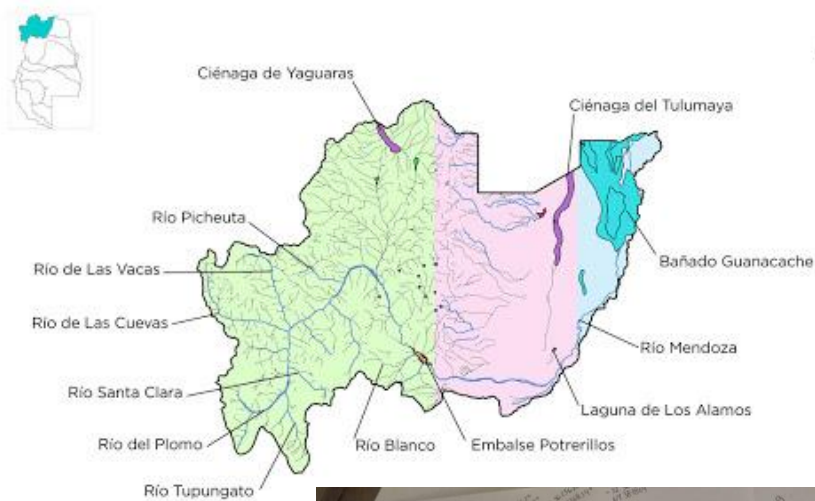 Ciénaga de Yaguaras
Ciénaga del Tulumaya
Río Picheuta
Río de Las Vacas
Bañado Guanacache
Río de Las Cuevas
Río Mendoza
Río Santa Clara
Laguna de Los Alamos
Río del Plomo
Río Blanco
Embalse Potrerillos
Río Tupungato